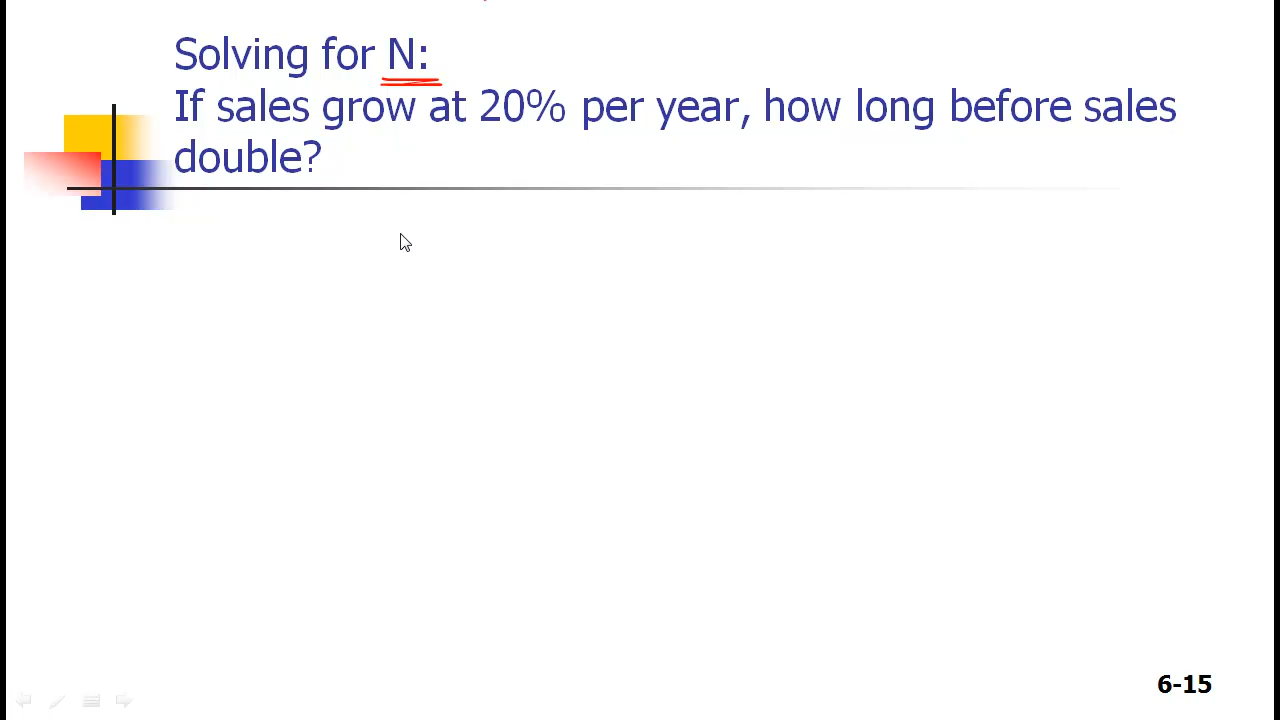 Solving for N:
If sales grow at 20% per year, how long before sales
double?
6-15